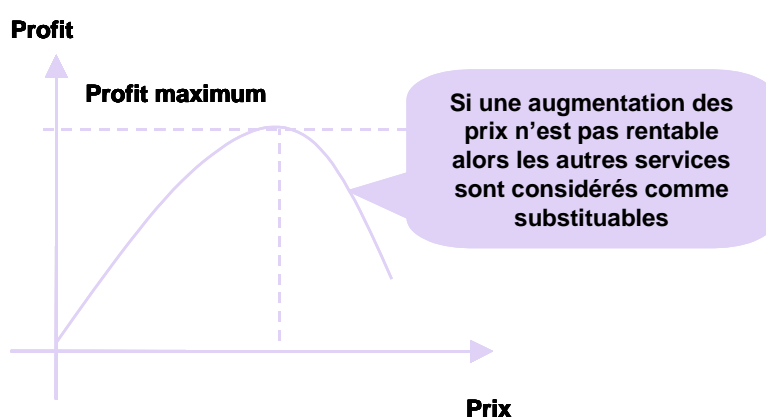 Profit
Profit maximum
Si une augmentation des
prix n’est pas rentable
alors les autres services
sont considérés comme
substituables
Prix